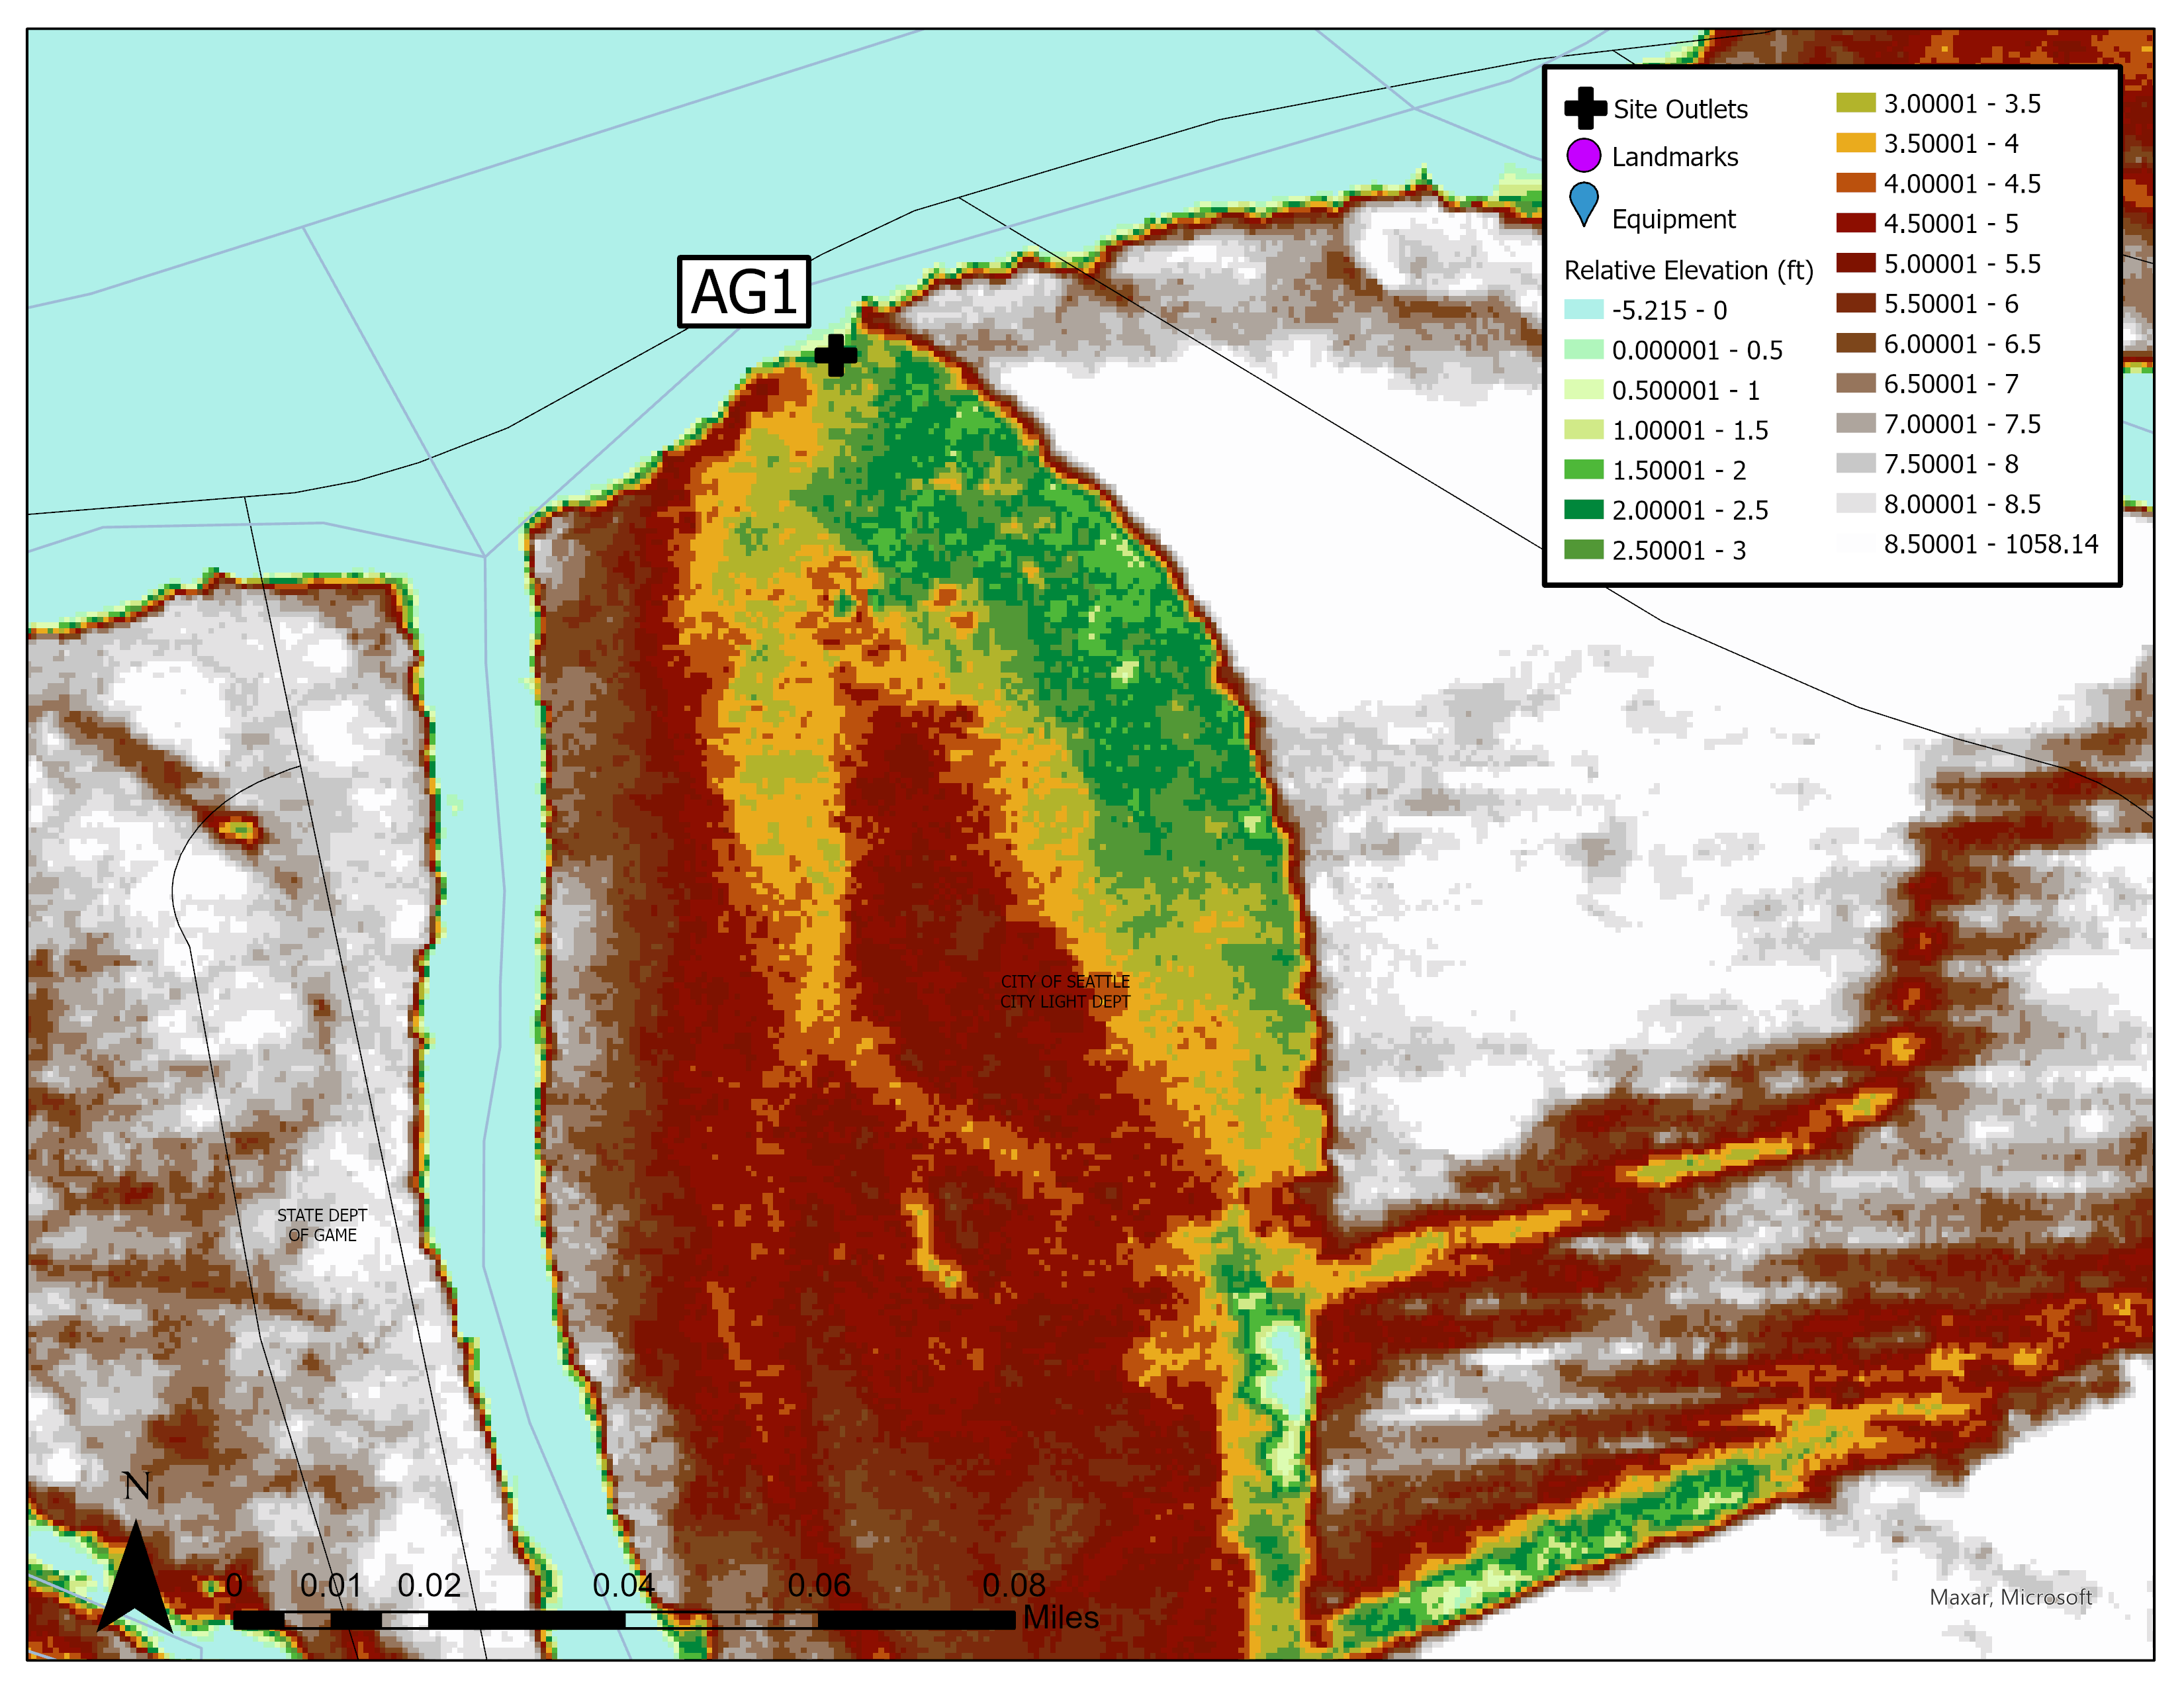 AG1
Site Outlets
Landmarks
Equipment
Relative Elevation (ft)
-5.215 - 0
0.000001 - 0.5
0.500001 - 1
1.00001 - 1.5
1.50001 - 2
2.00001 - 2.5
2.50001 - 3
3.00001 - 3.5
3.50001 - 4
4.00001 - 4.5
4.50001 - 5
5.00001 - 5.5
5.50001 - 6
6.00001 - 6.5
6.50001 - 7
7.00001 - 7.5
7.50001 - 8
8.00001 - 8.5
8.50001 - 1058.14
CITY OF SEATTLE
CITY LIGHT DEPT
STATE DEPT
OF GAME
N
0 0.01 0.02 0.04 0.06 0.08
Miles
Maxar, Microsoft